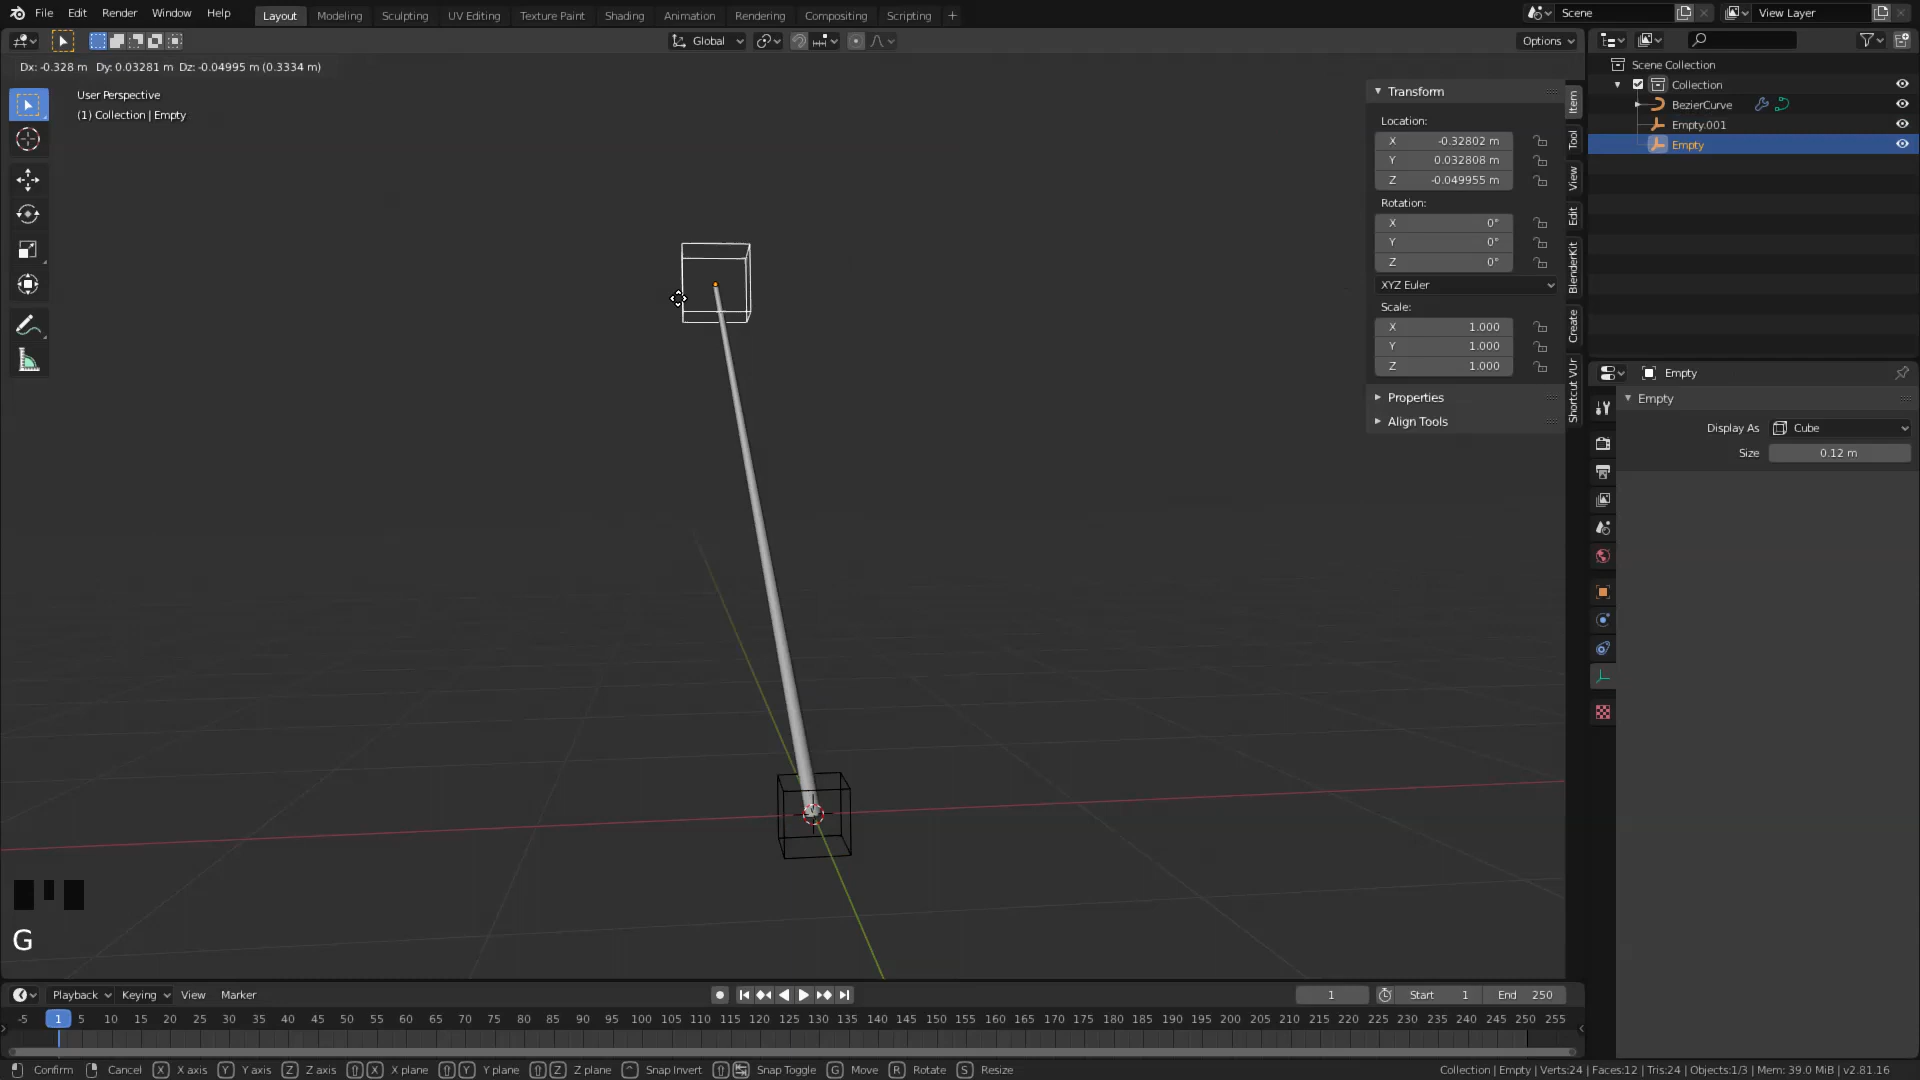 File Edit Render Window Help Layout Modeling Sculpting UV Editing Texture Paint Shading Animation Rendering Compositing Scripting + Scene View Layer
Global Options
Dx: -0.328 m Dy: 0.03281 m Dz: -0.04995 m (0.3334 m)
User Perspective
(1) Collection | Empty
Transform
Location:
X -0.32802 m
Y 0.032808 m
Z -0.049955 m
Rotation:
X 0°
Y 0°
Z 0°
XYZ Euler
Scale:
X 1.000
Y 1.000
Z 1.000
Properties
Align Tools
Item
Tool
View
Edit
BlenderKit
Create
Shortcut VUr
Scene Collection
Collection
BezierCurve
Empty.001
Empty
Empty
Empty
Display As Cube
Size 0.12 m
G
Playback Keying View Marker 1 Start 1 End 250
-5 1 5 10 15 20 25 30 35 40 45 50 55 60 65 70 75 80 85 90 95 100 105 110 115 120 125 130 135 140 145 150 155 160 165 170 175 180 185 190 195 200 205 210 215 220 225 230 235 240 245 250 255
Confirm Cancel X X axis Y Y axis Z Z axis X X plane Y Y plane Z Z plane Snap Invert Snap Toggle G Move R Rotate S Resize Collection | Empty | Verts:24 | Faces:12 | Tris:24 | Objects:1/3 | Mem: 39.0 MiB | v2.81.16